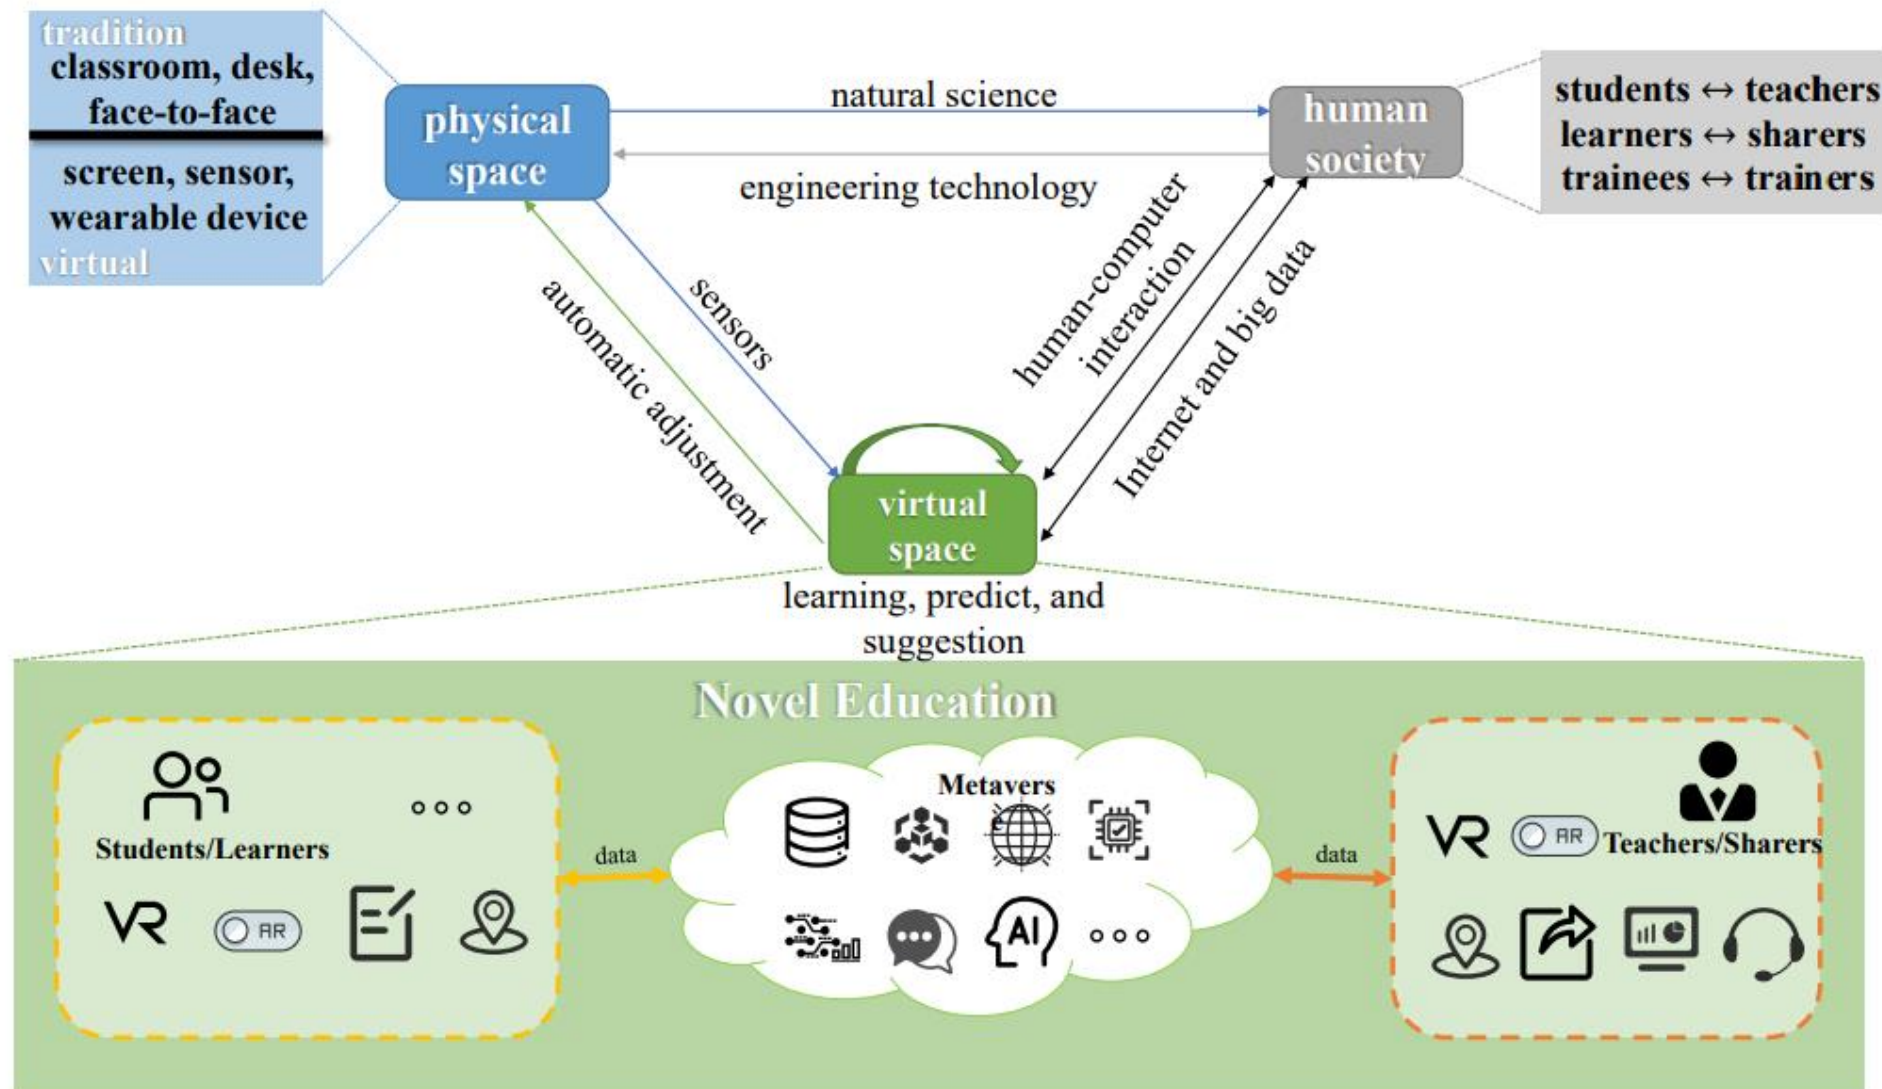 tradition
classroom, desk,
face-to-face
screen, sensor,
wearable device
virtual
physical
space
natural science
engineering technology
human
society
students ↔ teachers
learners ↔ sharers
trainees ↔ trainers
automatic adjustment
sensors
human-computer
interaction
Internet and big data
virtual
space
learning, predict, and
suggestion
Novel Education
Students/Learners
VR
AR
data
Metavers
e
AI
data
VR
AR
Teachers/Sharers